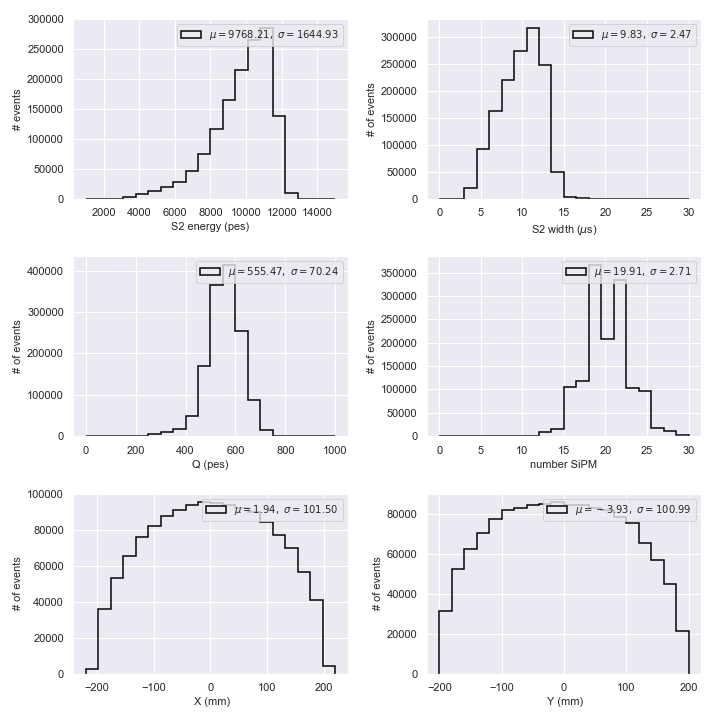 μ = 9768.21, σ = 1644.93
# events
300000
250000
200000
150000
100000
50000
0
2000 4000 6000 8000 10000 12000 14000
S2 energy (pes)
μ = 9.83, σ = 2.47
# of events
300000
250000
200000
150000
100000
50000
0
0 5 10 15 20 25 30
S2 width (μs)
μ = 555.47, σ = 70.24
# of events
400000
300000
200000
100000
0
0 200 400 600 800 1000
Q (pes)
μ = 19.91, σ = 2.71
# of events
350000
300000
250000
200000
150000
100000
50000
0
0 5 10 15 20 25 30
number SiPM
μ = 1.94, σ = 101.50
# of events
100000
80000
60000
40000
20000
0
−200 −100 0 100 200
X (mm)
μ = −3.93, σ = 100.99
# of events
80000
60000
40000
20000
0
−200 −100 0 100 200
Y (mm)